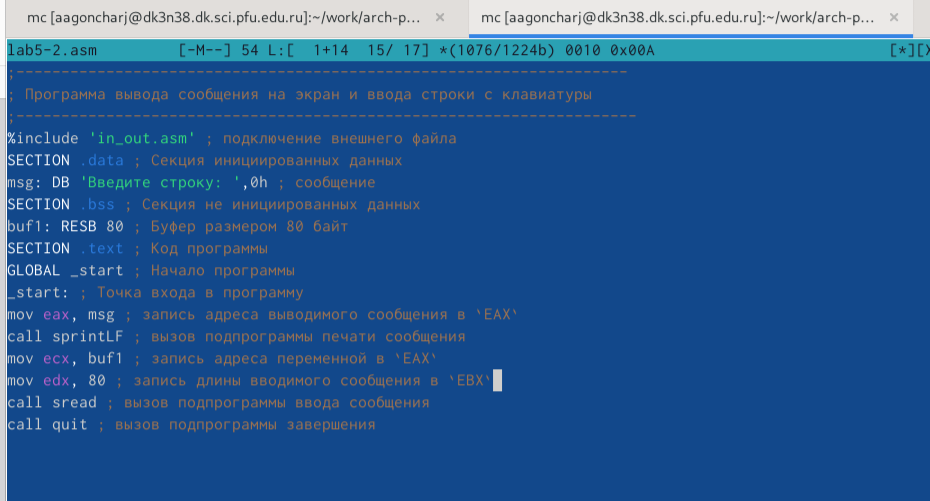 mc [aagoncharj@dk3n38.dk.sci.pfu.edu.ru]:~/work/arch-p... × mc [aagoncharj@dk3n38.dk.sci.pfu.edu.ru]:~/work/arch-p... ×
lab5-2.asm [-M--] 54 L:[ 1+14 15/ 17] *(1076/1224b) 0010 0x00A [*][X
;--------------------------------------------------------------------
; Программа вывода сообщения на экран и ввода строки с клавиатуры
;---------------------------------------------------------------------
%include 'in_out.asm' ; подключение внешнего файла
SECTION .data ; Секция инициированных данных
msg: DB 'Введите строку: ',0h ; сообщение
SECTION .bss ; Секция не инициированных данных
buf1: RESB 80 ; Буфер размером 80 байт
SECTION .text ; Код программы
GLOBAL _start ; Начало программы
_start: ; Точка входа в программу
mov eax, msg ; запись адреса выводимого сообщения в `EAX`
call sprintLF ; вызов подпрограммы печати сообщения
mov ecx, buf1 ; запись адреса переменной в `EAX`
mov edx, 80 ; запись длины вводимого сообщения в `EBX`
call sread ; вызов подпрограммы ввода сообщения
call quit ; вызов подпрограммы завершения